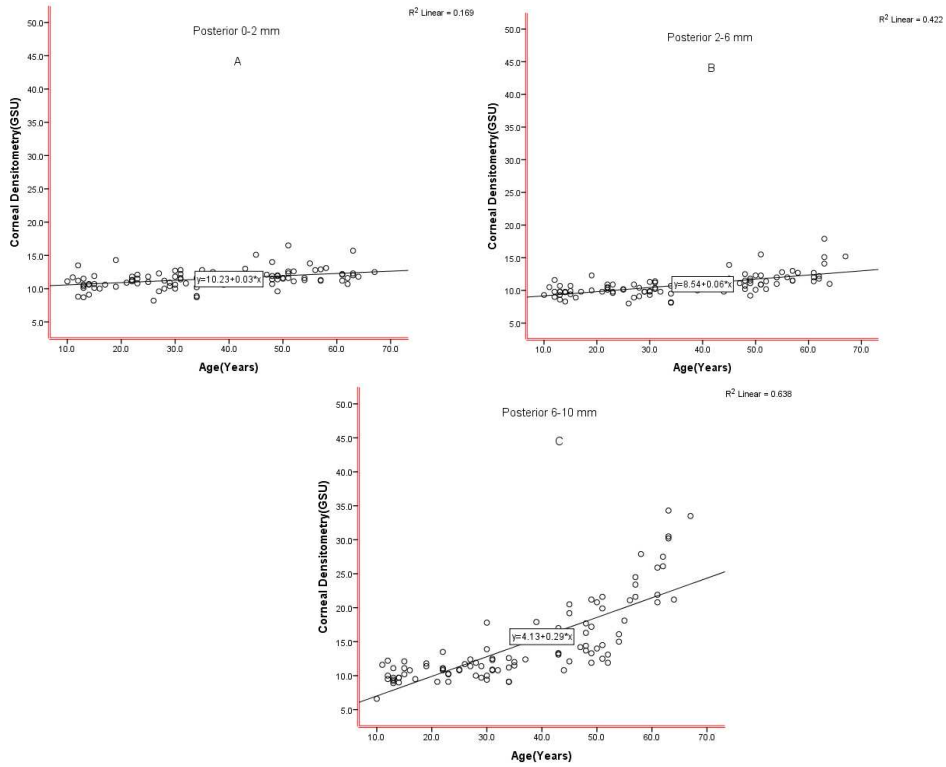 R2 Linear = 0.169
Posterior 0-2 mm
A
Corneal Densitometry(GSU)
50.0
45.0
40.0
35.0
30.0
25.0
20.0
15.0
10.0
5.0
y=10.23+0.03*x
10.0 20.0 30.0 40.0 50.0 60.0 70.0
Age(Years)
R2 Linear = 0.422
Posterior 2-6 mm
B
Corneal Densitometry(GSU)
50.0
45.0
40.0
35.0
30.0
25.0
20.0
15.0
10.0
5.0
y=8.54+0.06*x
10.0 20.0 30.0 40.0 50.0 60.0 70.0
Age(Years)
R2 Linear = 0.638
Posterior 6-10 mm
C
Corneal Densitometry(GSU)
50.0
45.0
40.0
35.0
30.0
25.0
20.0
15.0
10.0
5.0
y=4.13+0.29*x
10.0 20.0 30.0 40.0 50.0 60.0 70.0
Age(Years)